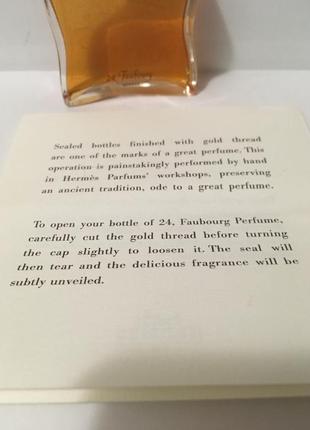 24, Faubourg
Sealed bottles finished with gold thread
are one of the marks of a great perfume. This
operation is painstakingly performed by hand
in Hermès Parfums' workshops, preserving
an ancient tradition, ode to a great perfume.
To open your bottle of 24, Faubourg Perfume,
carefully cut the gold thread before turning
the cap slightly to loosen it. The seal will
then tear and the delicious fragrance will be
subtly unveiled.